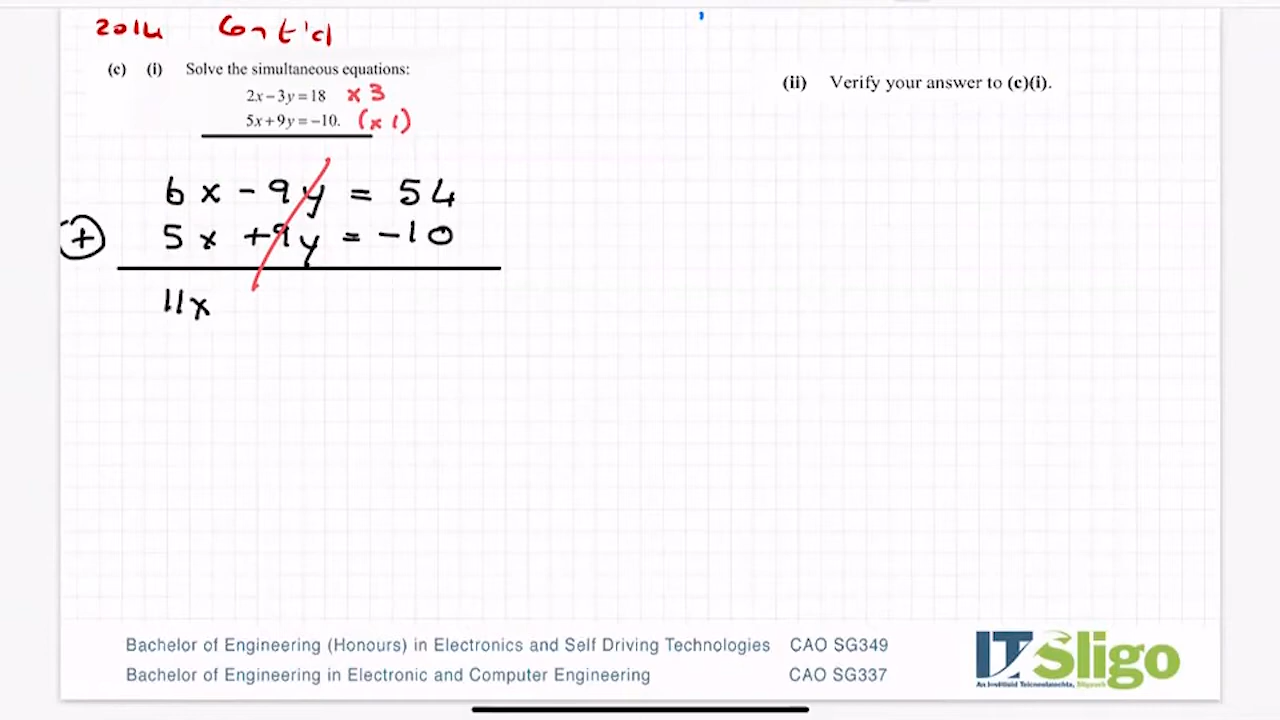 2014 Cont'd
(c) (i) Solve the simultaneous equations:
2x – 3y = 18 x 3
5x + 9y = –10. (x 1)
6x - 9y = 54
+ 5x + 9y = -10
11x
(ii) Verify your answer to (c)(i).
Bachelor of Engineering (Honours) in Electronics and Self Driving Technologies CAO SG349
Bachelor of Engineering in Electronic and Computer Engineering CAO SG337
IT Sligo